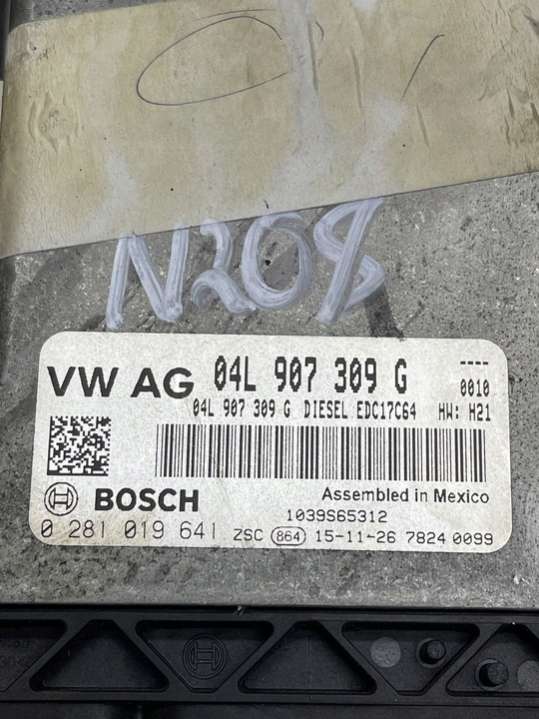 N208
VW AG 04L 907 309 G ----
0010
04L 907 309 G DIESEL EDC17C64 HW: H21
BOSCH Assembled in Mexico
1039S65312
0 281 019 641 ZSC 864 15-11-26 7824 0099